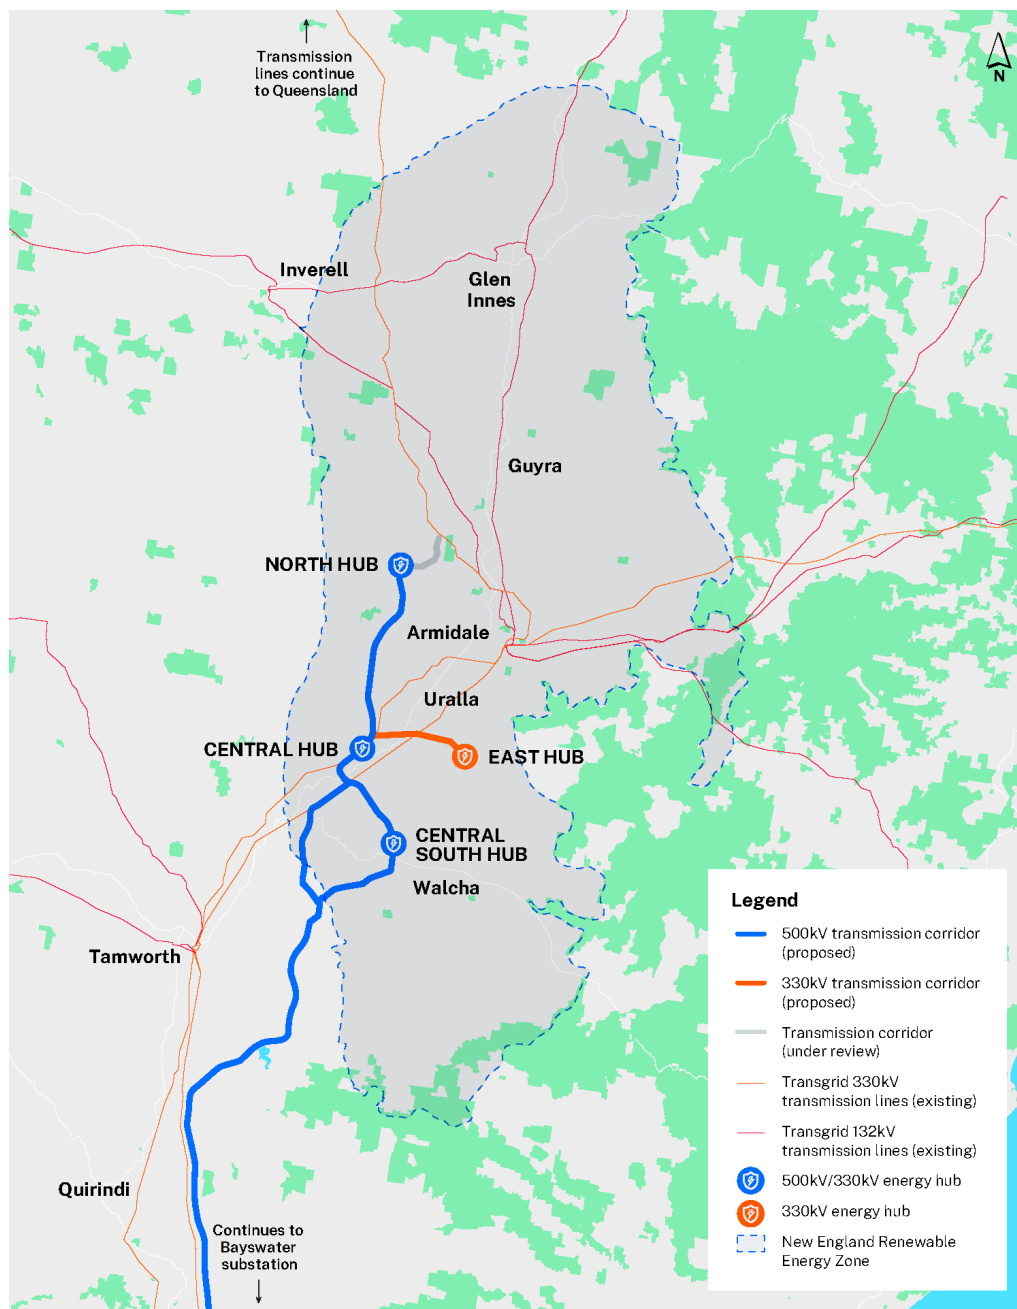 Transmission
lines continue
to Queensland
N
Inverell
Glen
Innes
Guyra
NORTH HUB
Armidale
Uralla
CENTRAL HUB
EAST HUB
CENTRAL
SOUTH HUB
Walcha
Tamworth
Quirindi
Continues to
Bayswater
substation
Legend
500kV transmission corridor
(proposed)
330kV transmission corridor
(proposed)
Transmission corridor
(under review)
Transgrid 330kV
transmission lines (existing)
Transgrid 132kV
transmission lines (existing)
500kV/330kV energy hub
330kV energy hub
New England Renewable
Energy Zone